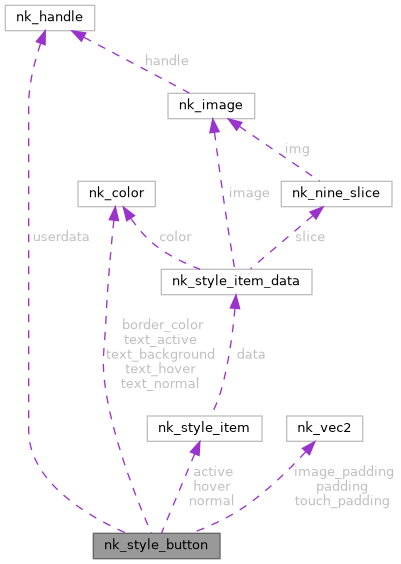 nk_handle
handle
nk_image
img
nk_color
image
nk_nine_slice
userdata
color
slice
nk_style_item_data
border_color
text_active
text_background
text_hover
text_normal
data
nk_style_item
nk_vec2
active
hover
normal
image_padding
padding
touch_padding
nk_style_button